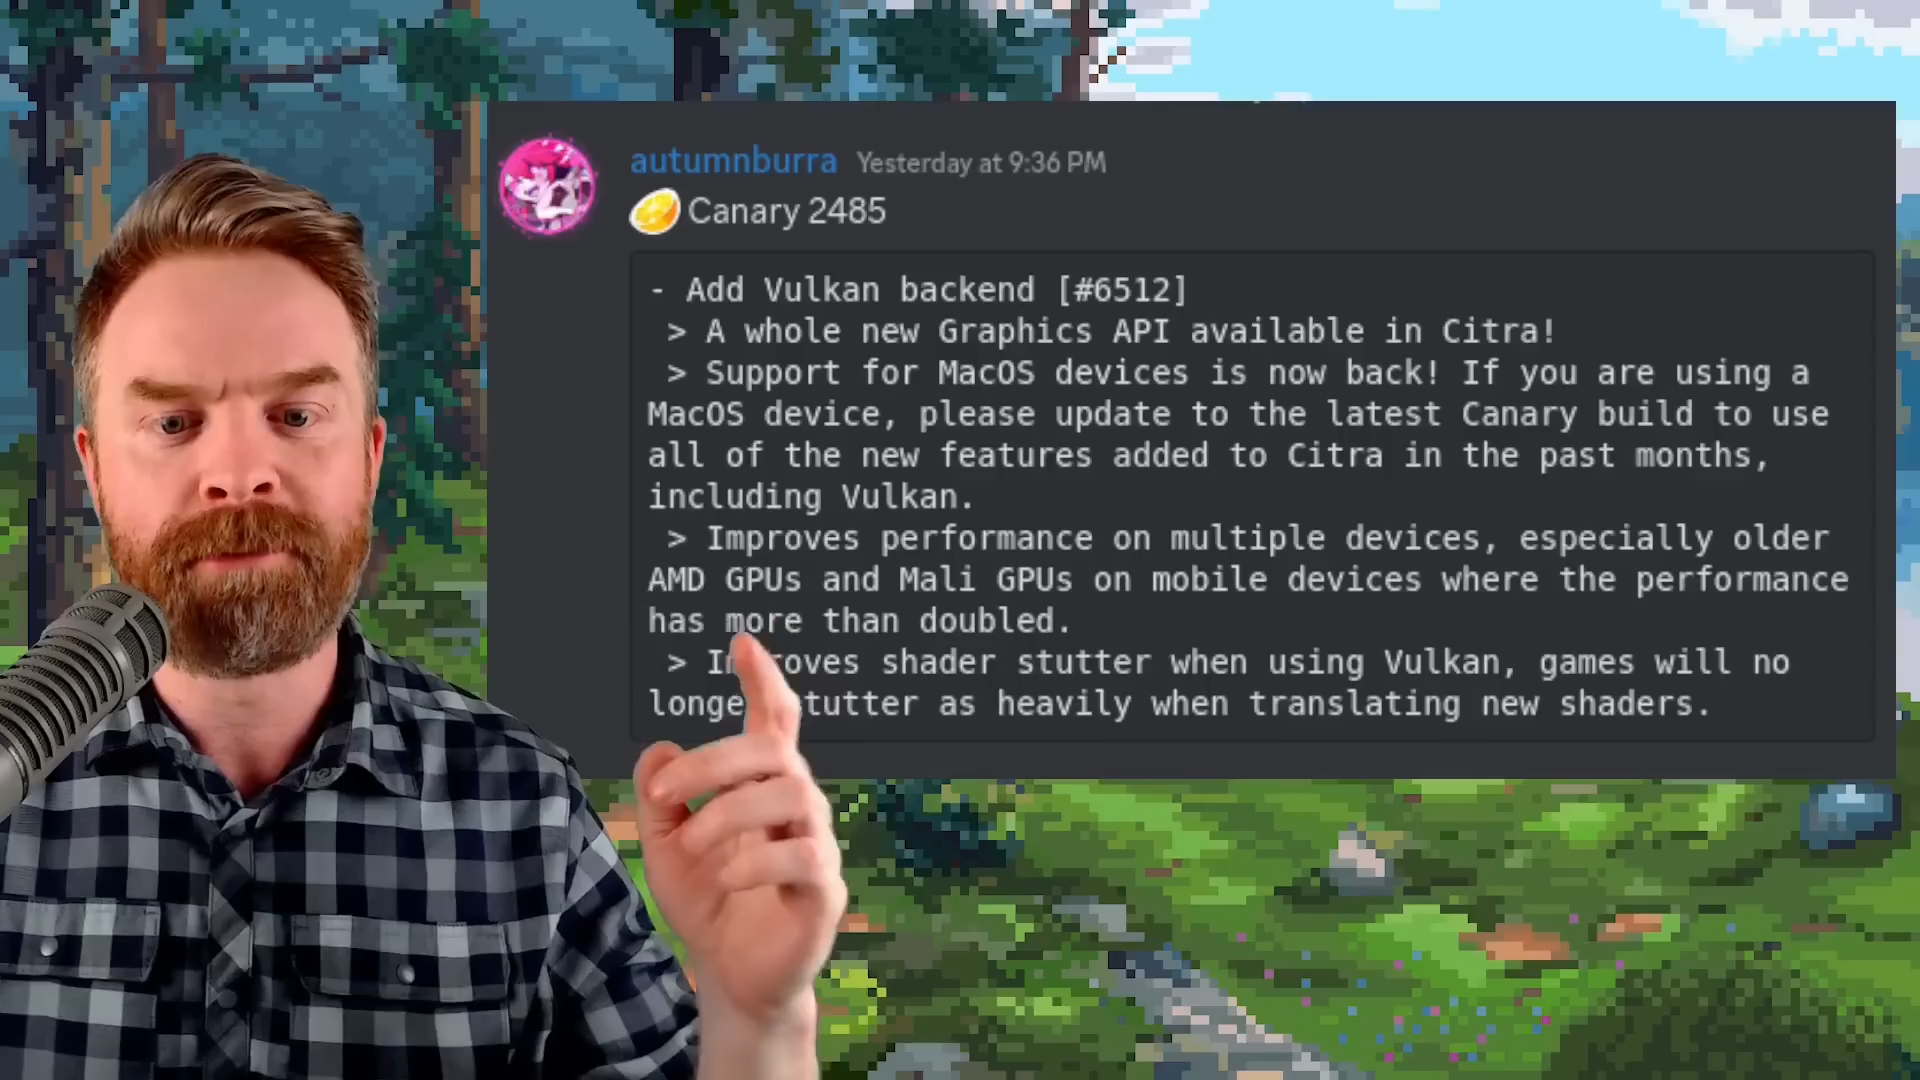 autumnburra Yesterday at 9:36 PM
Canary 2485
- Add Vulkan backend [#6512]
> A whole new Graphics API available in Citra!
> Support for MacOS devices is now back! If you are using a
MacOS device, please update to the latest Canary build to use
all of the new features added to Citra in the past months,
including Vulkan.
> Improves performance on multiple devices, especially older
AMD GPUs and Mali GPUs on mobile devices where the performance
has more than doubled.
> Improves shader stutter when using Vulkan, games will no
longer stutter as heavily when translating new shaders.